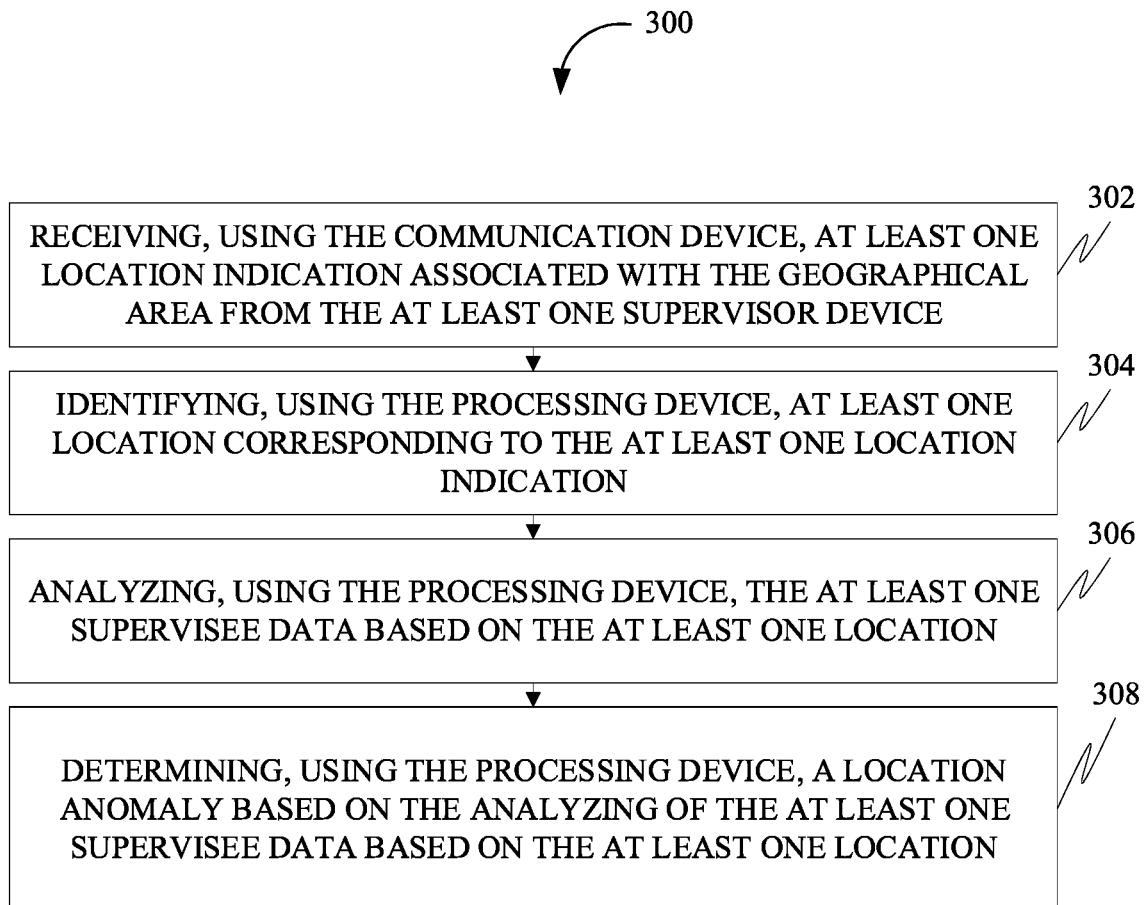 300
302
RECEIVING, USING THE COMMUNICATION DEVICE, AT LEAST ONE
LOCATION INDICATION ASSOCIATED WITH THE GEOGRAPHICAL
AREA FROM THE AT LEAST ONE SUPERVISOR DEVICE
304
IDENTIFYING, USING THE PROCESSING DEVICE, AT LEAST ONE
LOCATION CORRESPONDING TO THE AT LEAST ONE LOCATION
INDICATION
306
ANALYZING, USING THE PROCESSING DEVICE, THE AT LEAST ONE
SUPERVISEE DATA BASED ON THE AT LEAST ONE LOCATION
308
DETERMINING, USING THE PROCESSING DEVICE, A LOCATION
ANOMALY BASED ON THE ANALYZING OF THE AT LEAST ONE
SUPERVISEE DATA BASED ON THE AT LEAST ONE LOCATION